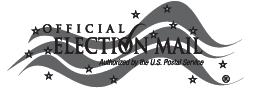 OFFICIAL
ELECTION MAIL
Authorized by the U.S. Postal Service
®